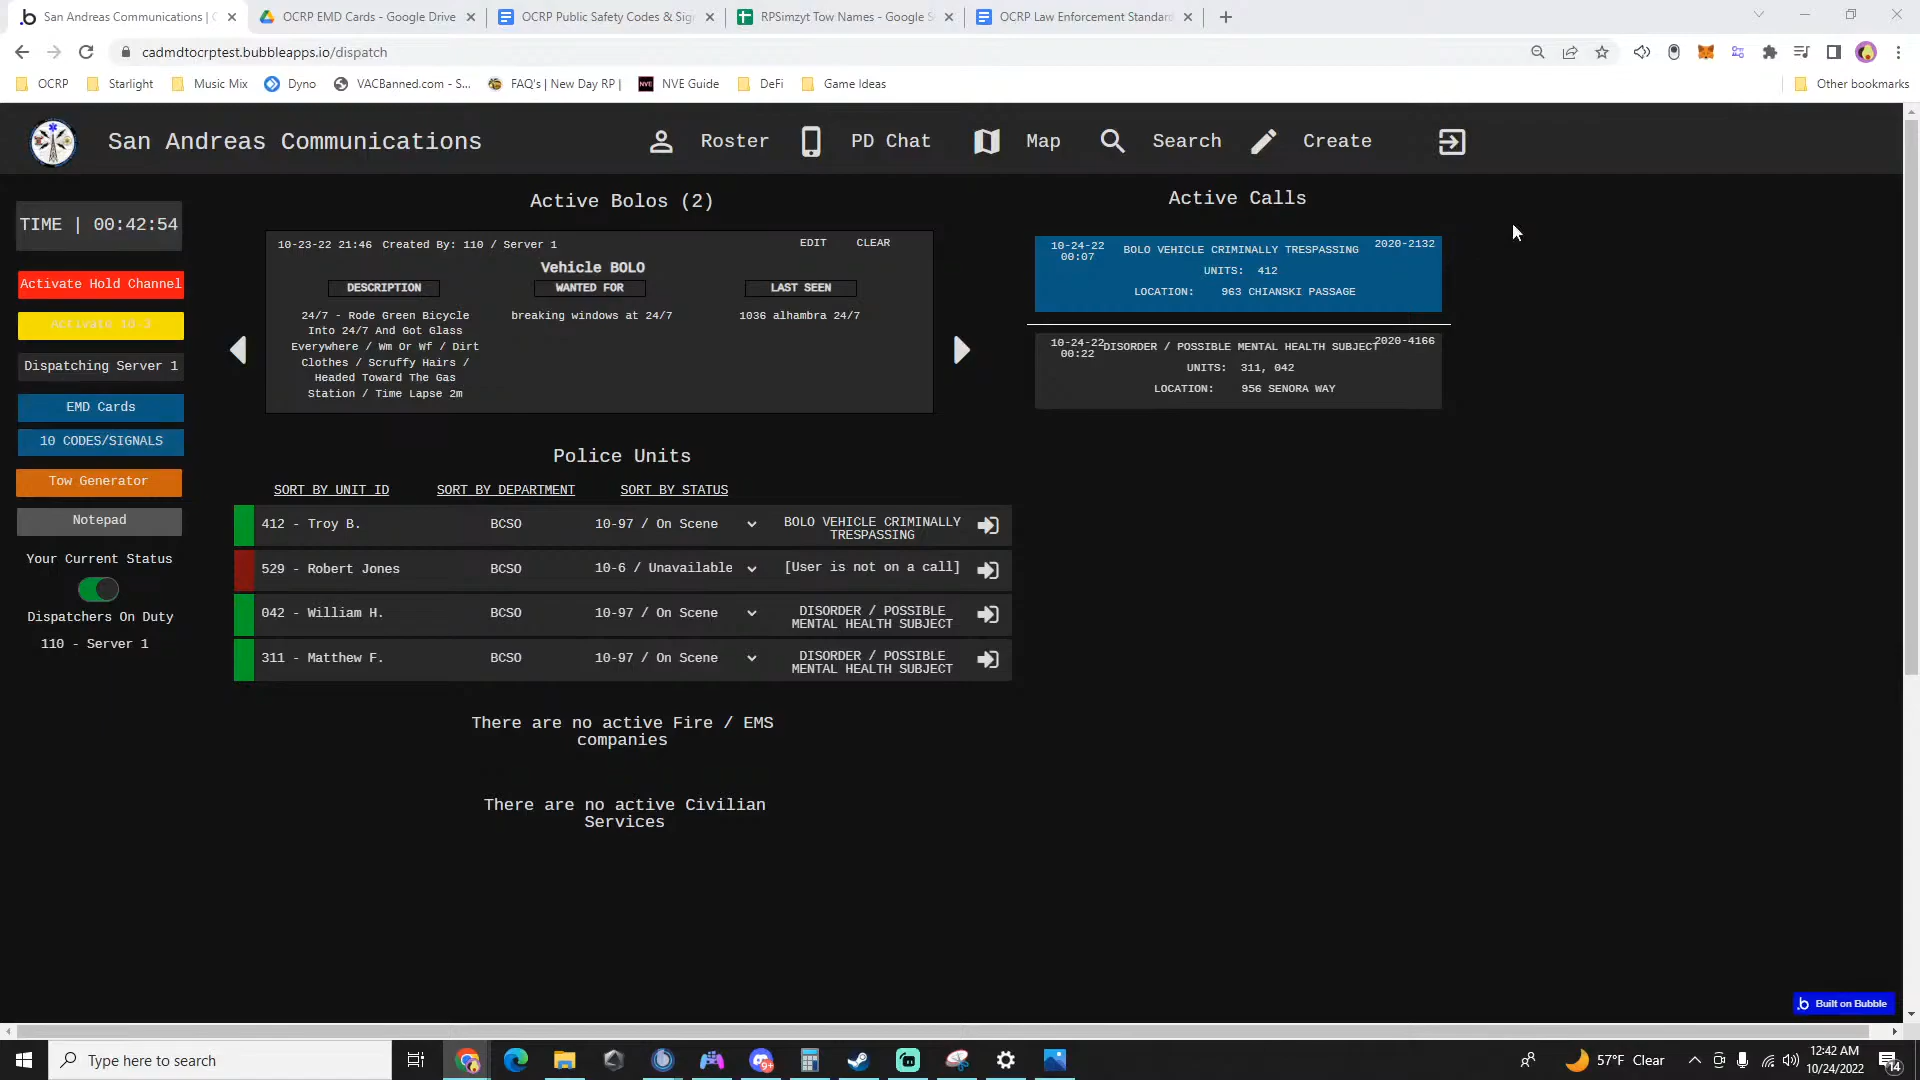 San Andreas Communications | C
OCRP EMD Cards - Google Drive
OCRP Public Safety Codes & Sig
RPSimzyt Tow Names - Google S
OCRP Law Enforcement Standard
cadmdtocrptest.bubbleapps.io/dispatch
OCRP
Starlight
Music Mix
Dyno
VACBanned.com - S...
FAQ's | New Day RP |
NVE Guide
DeFi
Game Ideas
Other bookmarks
San Andreas Communications
Roster
PD Chat
Map
Search
Create
TIME | 00:42:54
Activate Hold Channel
Activate 10-3
Dispatching Server 1
EMD Cards
10 CODES/SIGNALS
Tow Generator
Notepad
Your Current Status
Dispatchers On Duty
110 - Server 1
Active Bolos (2)
10-23-22 21:46 Created By: 110 / Server 1
EDIT
CLEAR
Vehicle BOLO
DESCRIPTION
WANTED FOR
LAST SEEN
24/7 - Rode Green Bicycle
Into 24/7 And Got Glass
Everywhere / Wm Or Wf / Dirt
Clothes / Scruffy Hairs /
Headed Toward The Gas
Station / Time Lapse 2m
breaking windows at 24/7
1036 alhambra 24/7
Active Calls
10-24-22
00:07
BOLO VEHICLE CRIMINALLY TRESPASSING
2020-2132
UNITS: 412
LOCATION: 963 CHIANSKI PASSAGE
10-24-22
00:22
DISORDER / POSSIBLE MENTAL HEALTH SUBJECT
2020-4166
UNITS: 311, 042
LOCATION: 956 SENORA WAY
Police Units
SORT BY UNIT ID
SORT BY DEPARTMENT
SORT BY STATUS
412 - Troy B.
BCSO
10-97 / On Scene
BOLO VEHICLE CRIMINALLY
TRESPASSING
529 - Robert Jones
BCSO
10-6 / Unavailable
[User is not on a call]
042 - William H.
BCSO
10-97 / On Scene
DISORDER / POSSIBLE
MENTAL HEALTH SUBJECT
311 - Matthew F.
BCSO
10-97 / On Scene
DISORDER / POSSIBLE
MENTAL HEALTH SUBJECT
There are no active Fire / EMS
companies
There are no active Civilian
Services
Built on Bubble
Type here to search
57°F Clear
12:42 AM
10/24/2022
14